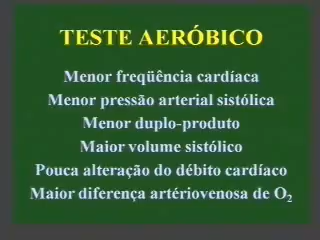 TESTE AERÓBICO
Menor freqüência cardíaca
Menor pressão arterial sistólica
Menor duplo-produto
Maior volume sistólico
Pouca alteração do débito cardíaco
Maior diferença artériovenosa de O₂